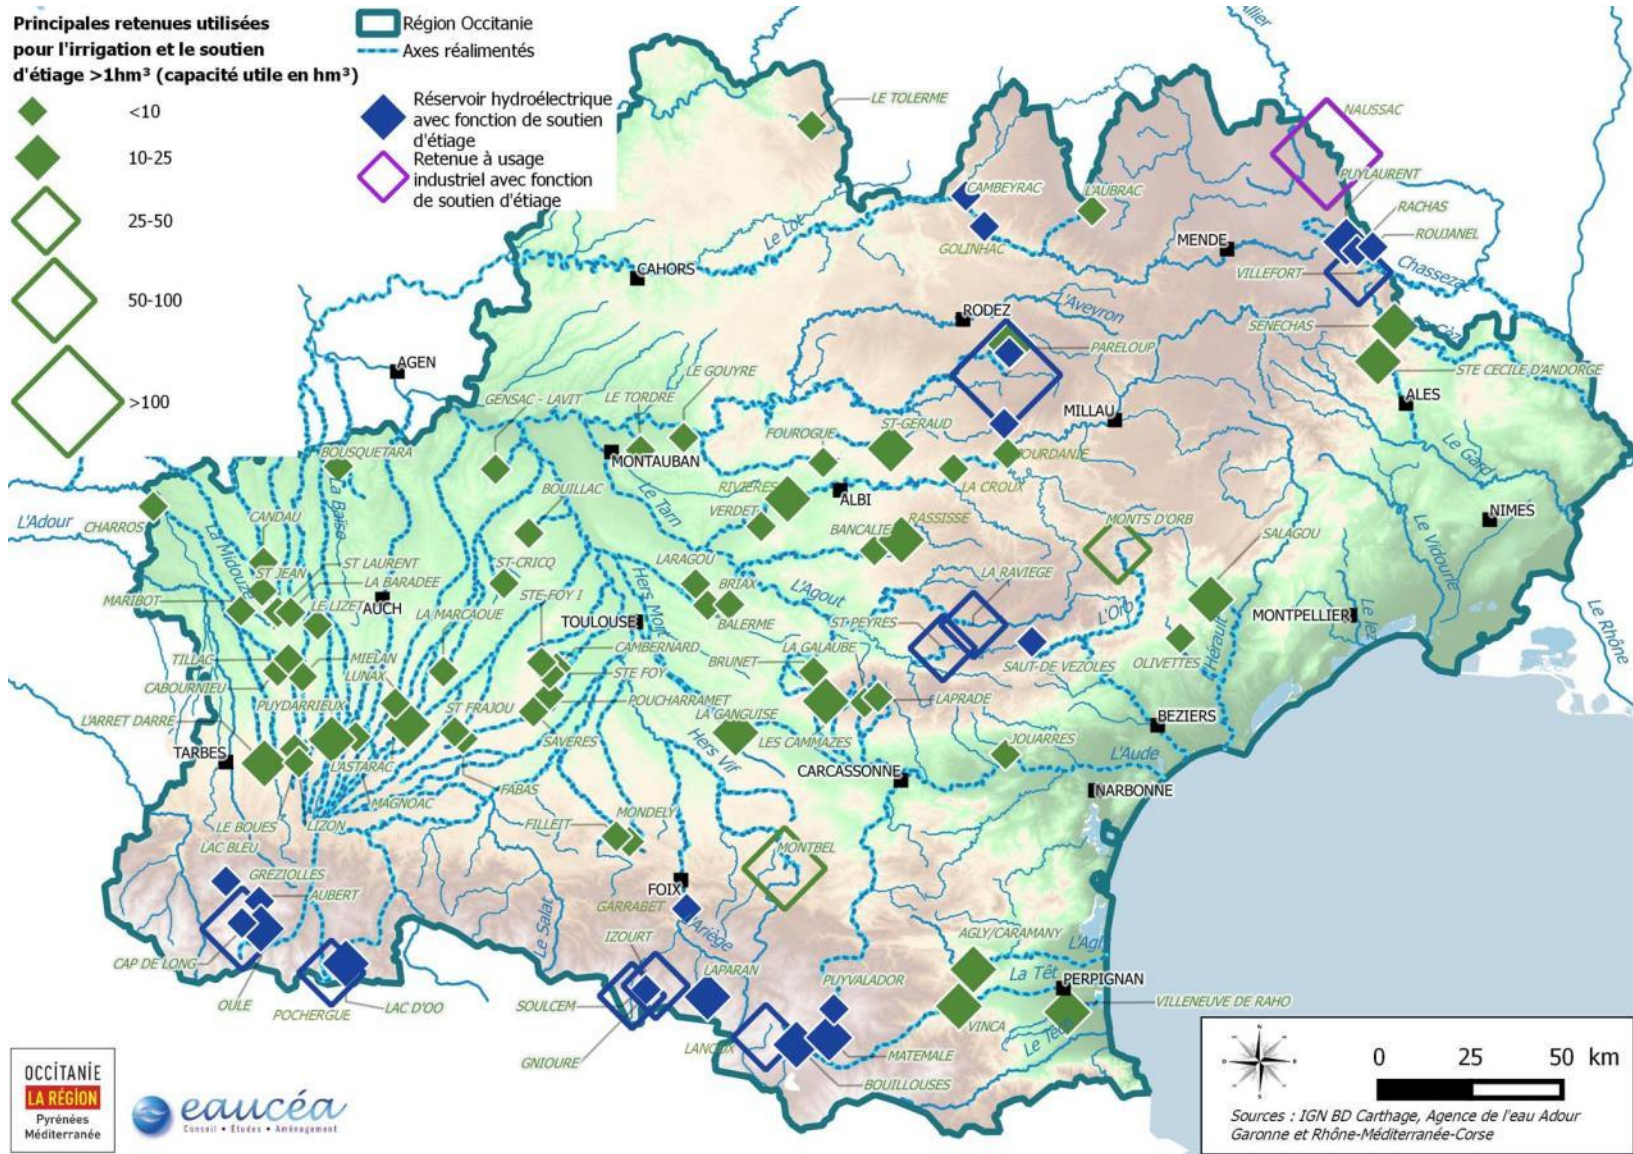 Principales retenues utilisées
pour l'irrigation et le soutien
d'étiage >1hm³ (capacité utile en hm³)
<10
10-25
25-50
50-100
>100
Région Occitanie
Axes réalimentés
Réservoir hydroélectrique
avec fonction de soutien
d'étiage
Retenue à usage
industriel avec fonction
de soutien d'étiage
LE TOLERME
NAUSSAC
PUYLAURENT
CAMBEYRAC
L'AUBRAC
RACHAS
ROUJANEL
Le Lot
GOLINHAC
MENDE
CAHORS
VILLEFORT
Chassezac
RODEZ
L'Aveyron
SENECHAS
PARELOUP
AGEN
LE GOUYRE
STE CECILE D'ANDORGE
GENSAC - LAVIT
LE TORDRE
MILLAU
ALES
ST-GERAUD
FOUROGUE
BOUSQUETARA
MONTAUBAN
LA CROUX
Le Gard
La Baïse
BOUILLAC
Le Tarn
RIVIERES
ALBI
VERDET
CHARROS
L'Adour
La Midouze
CANDAU
BANCALIE
RASSISSE
MONTS D'ORB
SALAGOU
Le Vidourle
NIMES
ST LAURENT
ST JEAN
LA BARADEE
ST-CRICQ
LARAGOU
BRIAX
L'Agout
LA RAVIEGE
MARIBOT
LE LIZET
AUCH
LA MARCAOUE
STE-FOY I
TOULOUSE
Hers Mort
BALERME
ST PEYRES
L'Orb
MONTPELLIER
Le lez
Le Rhône
TILLAC
MIELAN
LUNAX
CAMBERNARD
BRUNET
LA GALAUBE
SAUT-DE VEZOLES
OLIVETTES
Hérault
CABOURNIEU
STE FOY
PUYDARRIEUX
POUCHARRAMET
LAPRADE
L'ARRET DARRE
ST FRAJOU
LA GANGUISE
BEZIERS
TARBES
SAVERES
Hers Vif
LES CAMMAZES
JOUARRES
L'Aude
L'ASTARAC
CARCASSONNE
MAGNOAC
FABAS
NARBONNE
LE BOUES
LIZON
FILLEIT
MONDELY
LAC BLEU
MONTBEL
GREZIOLLES
AUBERT
FOIX
GARRABET
Le Salat
L'Ariège
IZOURT
AGLY/CARAMANY
CAP DE LONG
LAPARAN
La Têt
PERPIGNAN
OULE
POCHERGUE
LAC D'OO
SOULCEM
PUYVALADOR
VILLENEUVE DE RAHO
VINCA
Le Tech
GNIOURE
LANOUX
MATEMALE
BOUILLOUSES
OCCITANIE
LA RÉGION
Pyrénées
Méditerranée
eaucéa
Conseil • Études • Aménagement
N
0 25 50 km
Sources : IGN BD Carthage, Agence de l'eau Adour
Garonne et Rhône-Méditerranée-Corse